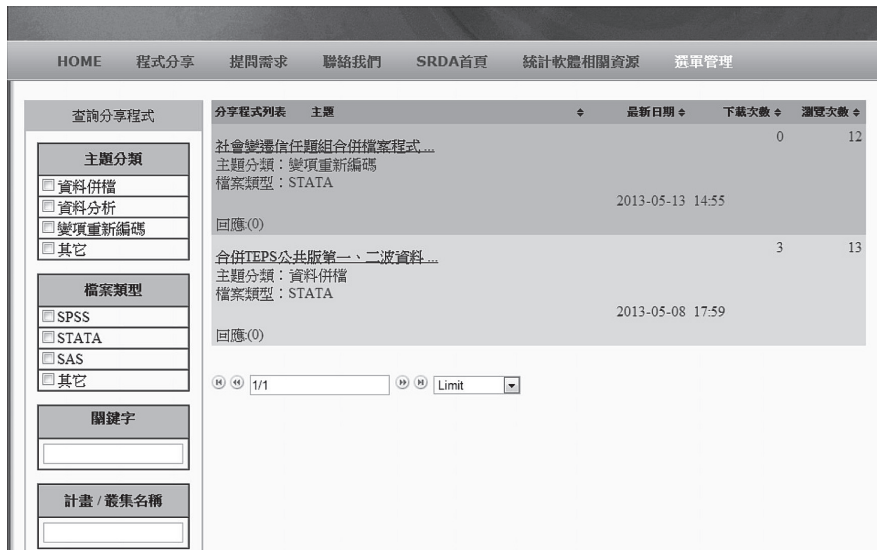 HOME 程式分享 提問需求 聯絡我們 SRDA首頁 統計軟體相關資源 選單管理
查詢分享程式
主題分類
資料併檔
資料分析
變項重新編碼
其它
檔案類型
SPSS
STATA
SAS
其它
關鍵字
計畫 / 叢集名稱
分享程式列表 主題 最新日期 下載次數 瀏覽次數
社會變遷信任題組合併檔案程式 ... 0 12
主題分類：變項重新編碼
檔案類型：STATA
2013-05-13 14:55
回應:(0)
合併TEPS公共版第一、二波資料 ... 3 13
主題分類：資料併檔
檔案類型：STATA
2013-05-08 17:59
回應:(0)
1/1 Limit